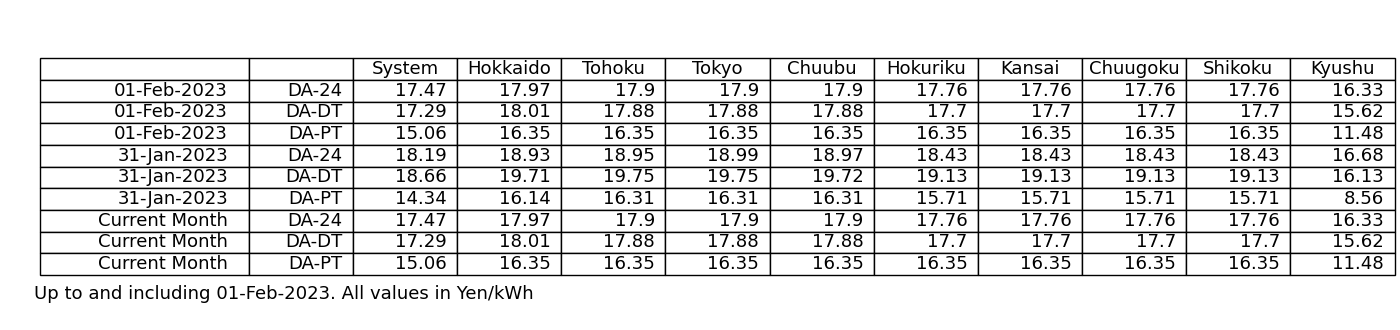 System Hokkaido Tohoku Tokyo Chuubu Hokuriku Kansai Chuugoku Shikoku Kyushu
01-Feb-2023 DA-24 17.47 17.97 17.9 17.9 17.9 17.76 17.76 17.76 17.76 16.33
01-Feb-2023 DA-DT 17.29 18.01 17.88 17.88 17.88 17.7 17.7 17.7 17.7 15.62
01-Feb-2023 DA-PT 15.06 16.35 16.35 16.35 16.35 16.35 16.35 16.35 16.35 11.48
31-Jan-2023 DA-24 18.19 18.93 18.95 18.99 18.97 18.43 18.43 18.43 18.43 16.68
31-Jan-2023 DA-DT 18.66 19.71 19.75 19.75 19.72 19.13 19.13 19.13 19.13 16.13
31-Jan-2023 DA-PT 14.34 16.14 16.31 16.31 16.31 15.71 15.71 15.71 15.71 8.56
Current Month DA-24 17.47 17.97 17.9 17.9 17.9 17.76 17.76 17.76 17.76 16.33
Current Month DA-DT 17.29 18.01 17.88 17.88 17.88 17.7 17.7 17.7 17.7 15.62
Current Month DA-PT 15.06 16.35 16.35 16.35 16.35 16.35 16.35 16.35 16.35 11.48
Up to and including 01-Feb-2023. All values in Yen/kWh